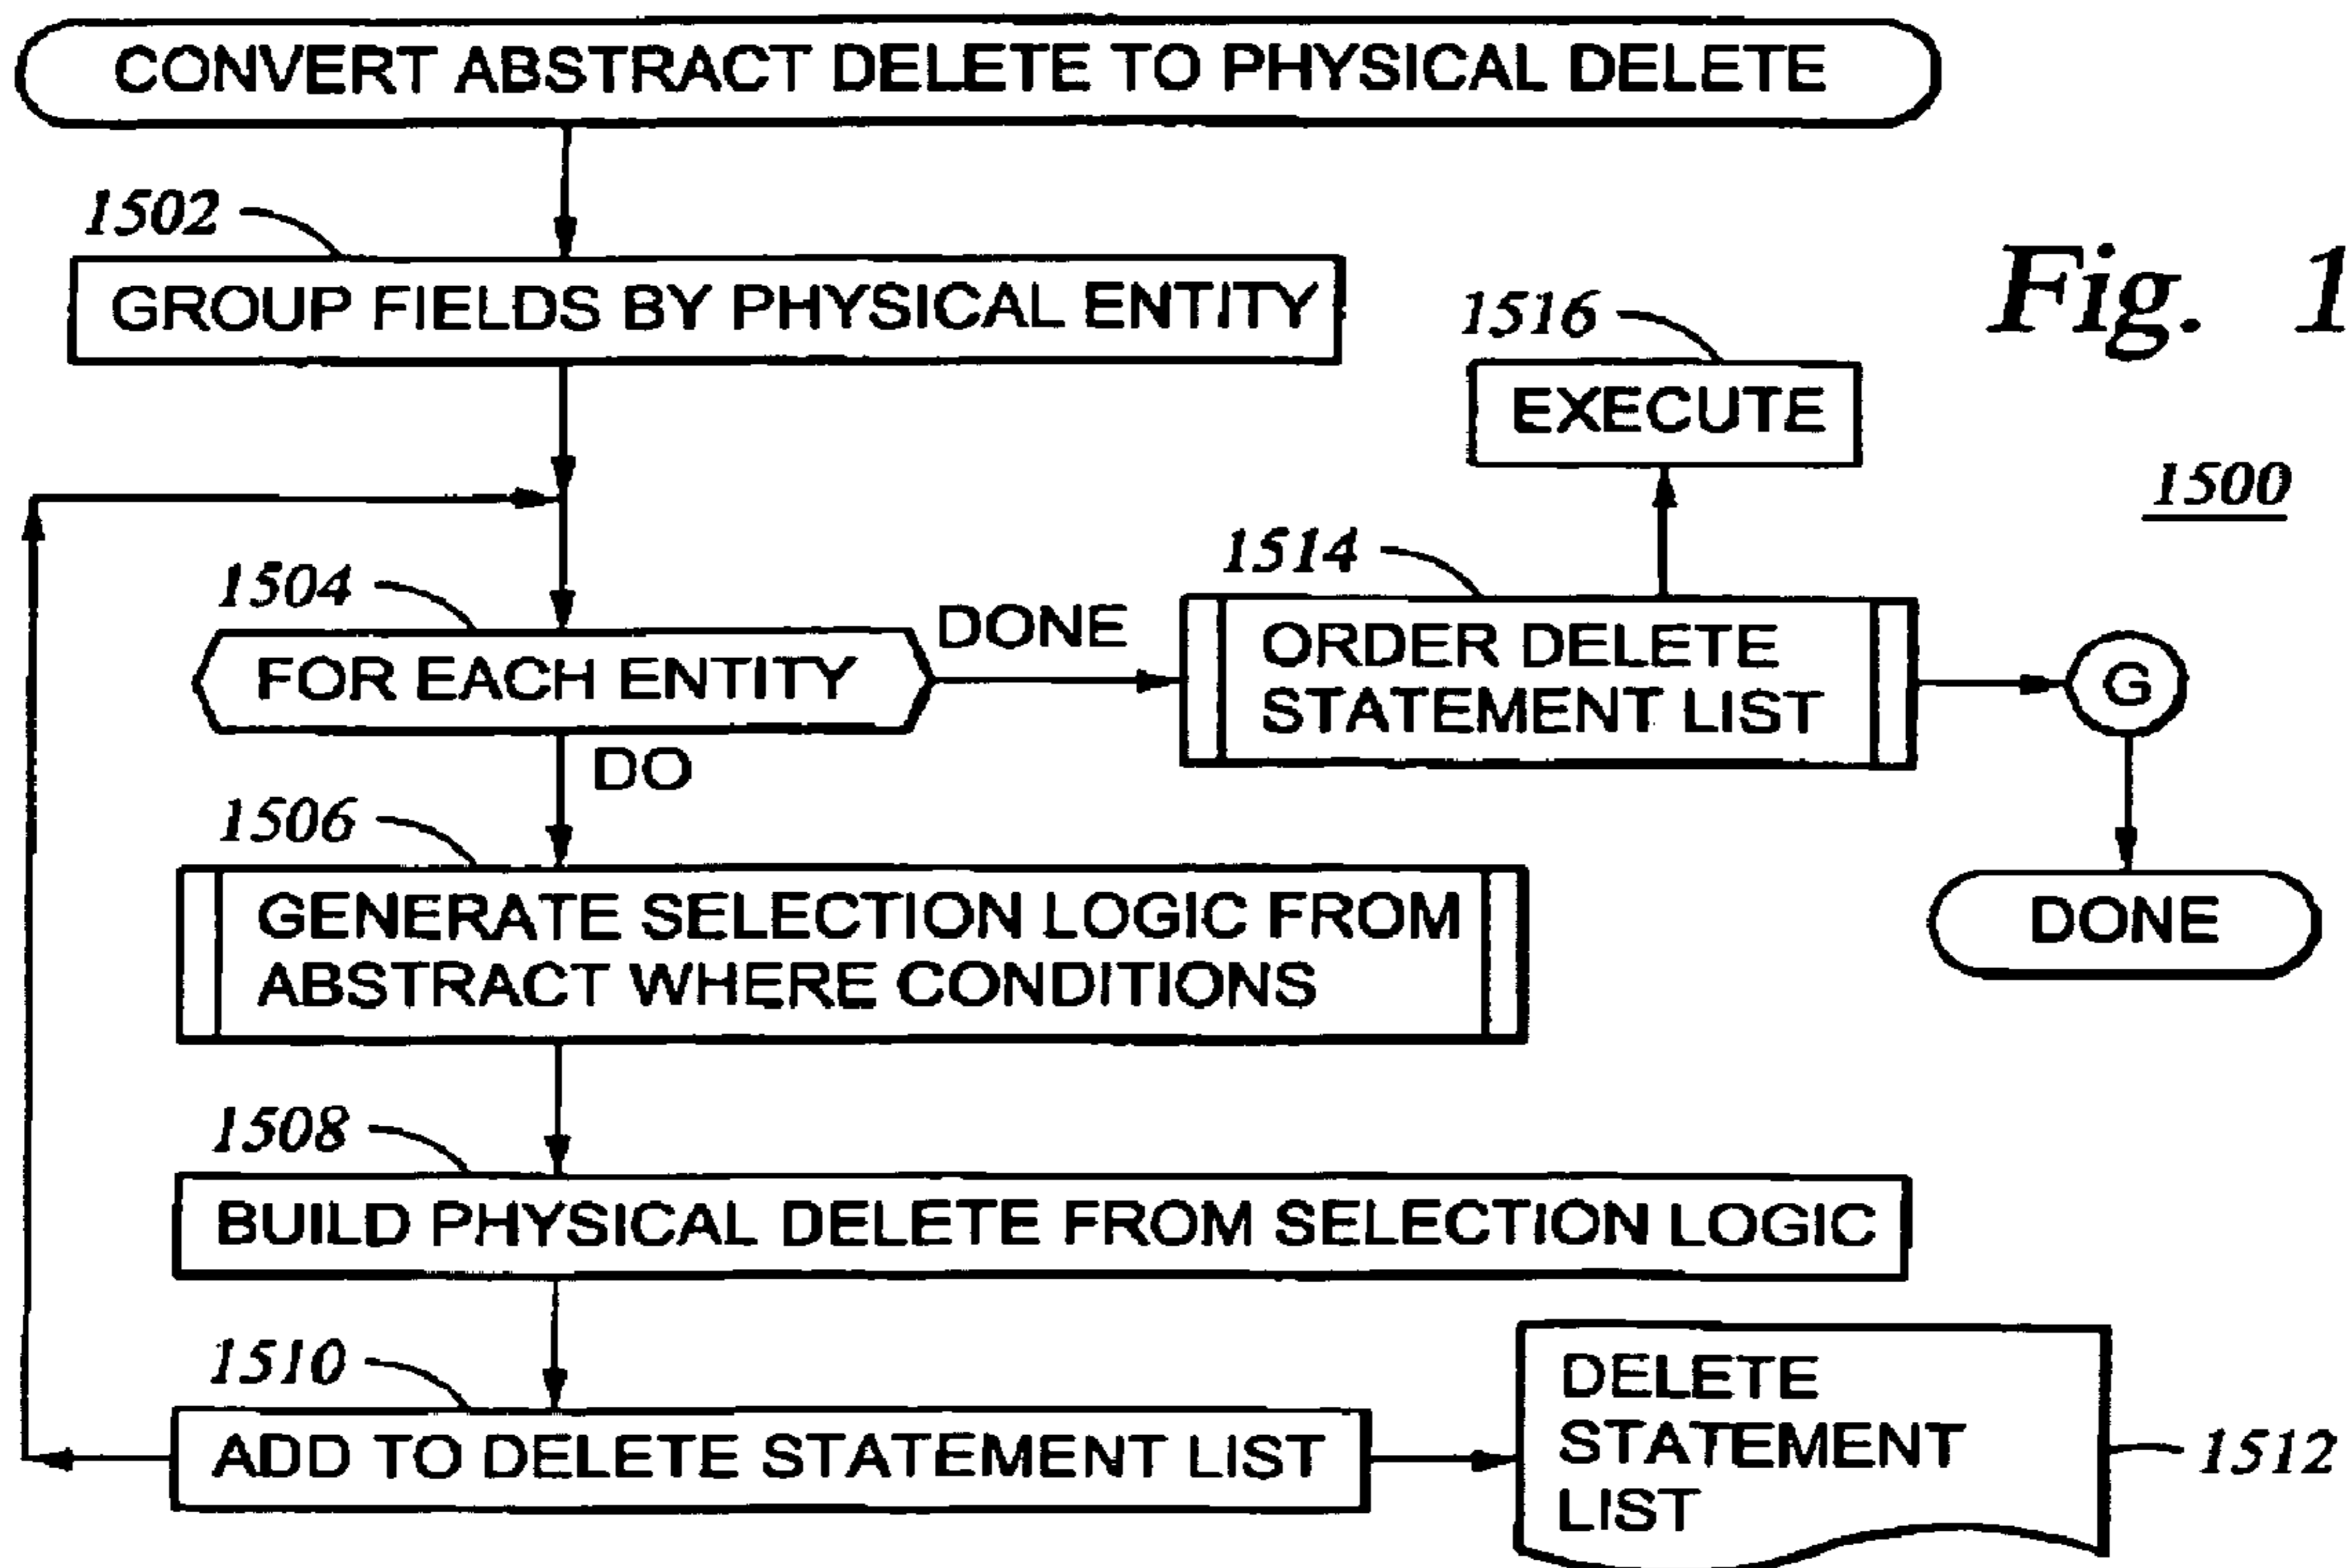 CONVERT ABSTRACT DELETE TO PHYSICAL DELETE
1502
GROUP FIELDS BY PHYSICAL ENTITY
Fig. 1
1516
EXECUTE
1500
1504
FOR EACH ENTITY
DONE
1514
ORDER DELETE
STATEMENT LIST
G
DO
1506
GENERATE SELECTION LOGIC FROM
ABSTRACT WHERE CONDITIONS
DONE
1508
BUILD PHYSICAL DELETE FROM SELECTION LOGIC
1510
ADD TO DELETE STATEMENT LIST
DELETE
STATEMENT
LIST
1512